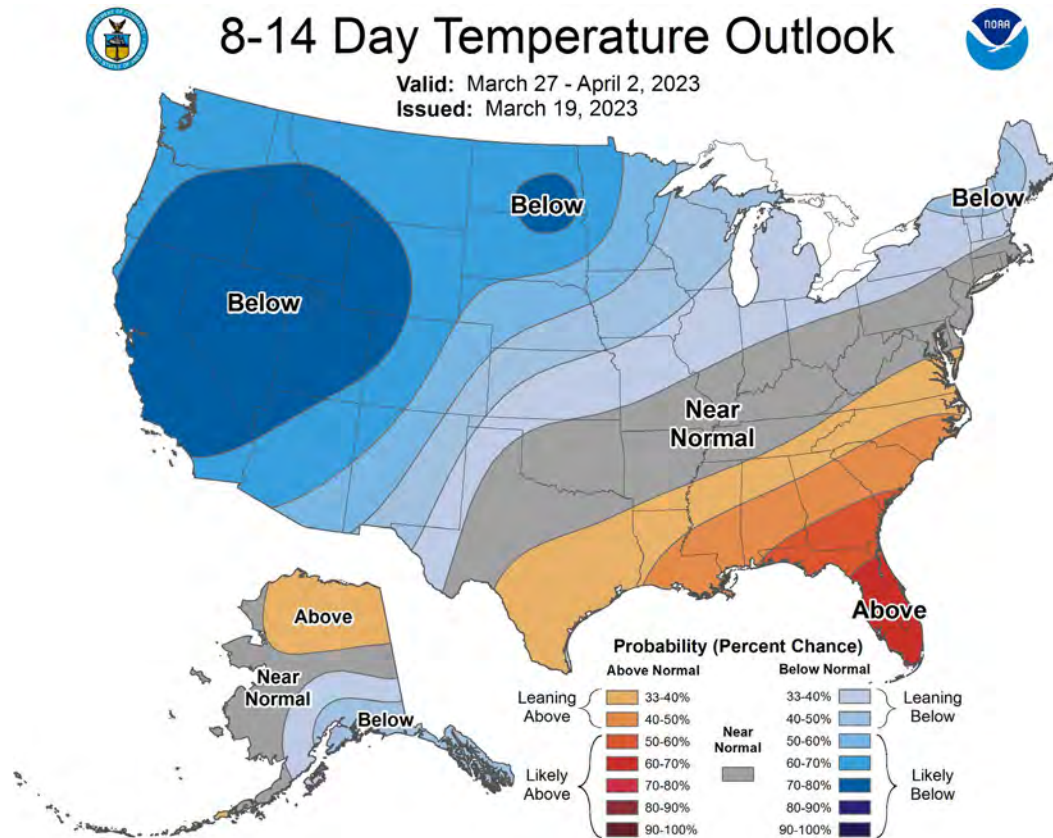 8-14 Day Temperature Outlook
NOAA
Valid: March 27 - April 2, 2023
Issued: March 19, 2023
Below
Below
Below
Near
Normal
Above
Above
Near
Normal
Below
Probability (Percent Chance)
Above Normal
Below Normal
Leaning
Above
33-40%
40-50%
Likely
Above
50-60%
60-70%
70-80%
80-90%
90-100%
Near
Normal
33-40%
40-50%
Leaning
Below
50-60%
60-70%
70-80%
80-90%
90-100%
Likely
Below